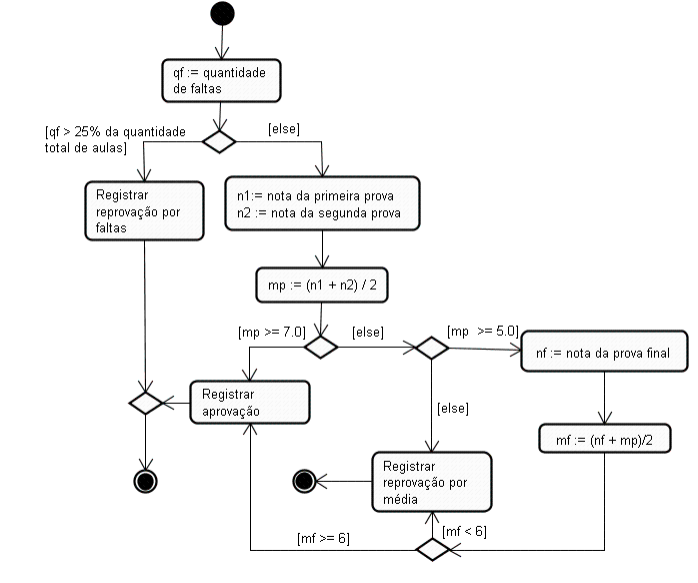 qf := quantidade
de faltas
[qf > 25% da quantidade
total de aulas]
[else]
Registrar
reprovação por
faltas
n1:= nota da primeira prova
n2 := nota da segunda prova
mp := (n1 + n2) / 2
[mp >= 7.0]
[else]
[mp >= 5.0]
nf := nota da prova final
Registrar
aprovação
[else]
mf := (nf + mp)/2
Registrar
reprovação por
média
[mf >= 6]
[mf < 6]